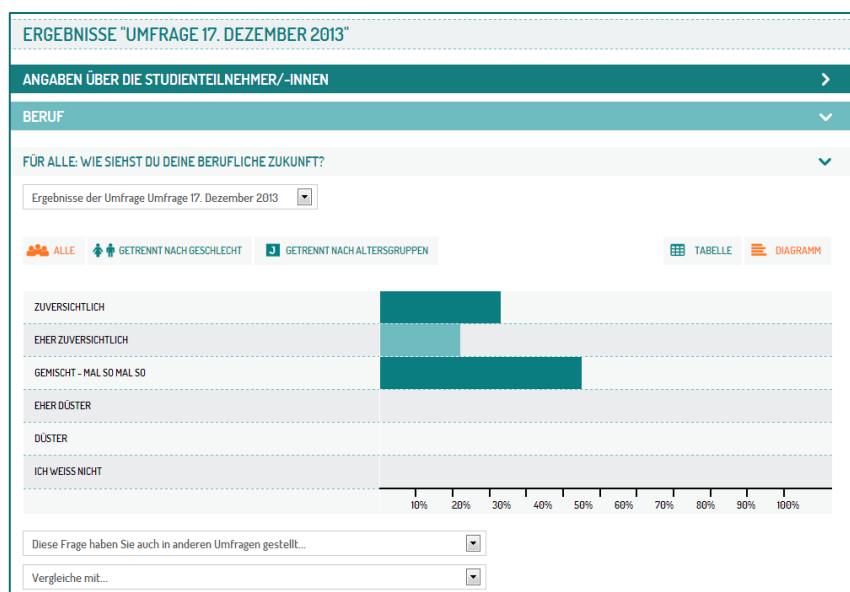 ERGEBNISSE "UMFRAGE 17. DEZEMBER 2013"
ANGABEN ÜBER DIE STUDIENTEILNEHMER/-INNEN
BERUF
FÜR ALLE: WIE SIEHST DU DEINE BERUFLICHE ZUKUNFT?
Ergebnisse der Umfrage Umfrage 17. Dezember 2013
ALLE GETRENNT NACH GESCHLECHT J GETRENNT NACH ALTERSGRUPPEN TABELLE DIAGRAMM
ZUVERSICHTLICH
EHER ZUVERSICHTLICH
GEMISCHT - MAL SO MAL SO
EHER DÜSTER
DÜSTER
ICH WEISS NICHT
10% 20% 30% 40% 50% 60% 70% 80% 90% 100%
Diese Frage haben Sie auch in anderen Umfragen gestellt...
Vergleiche mit...